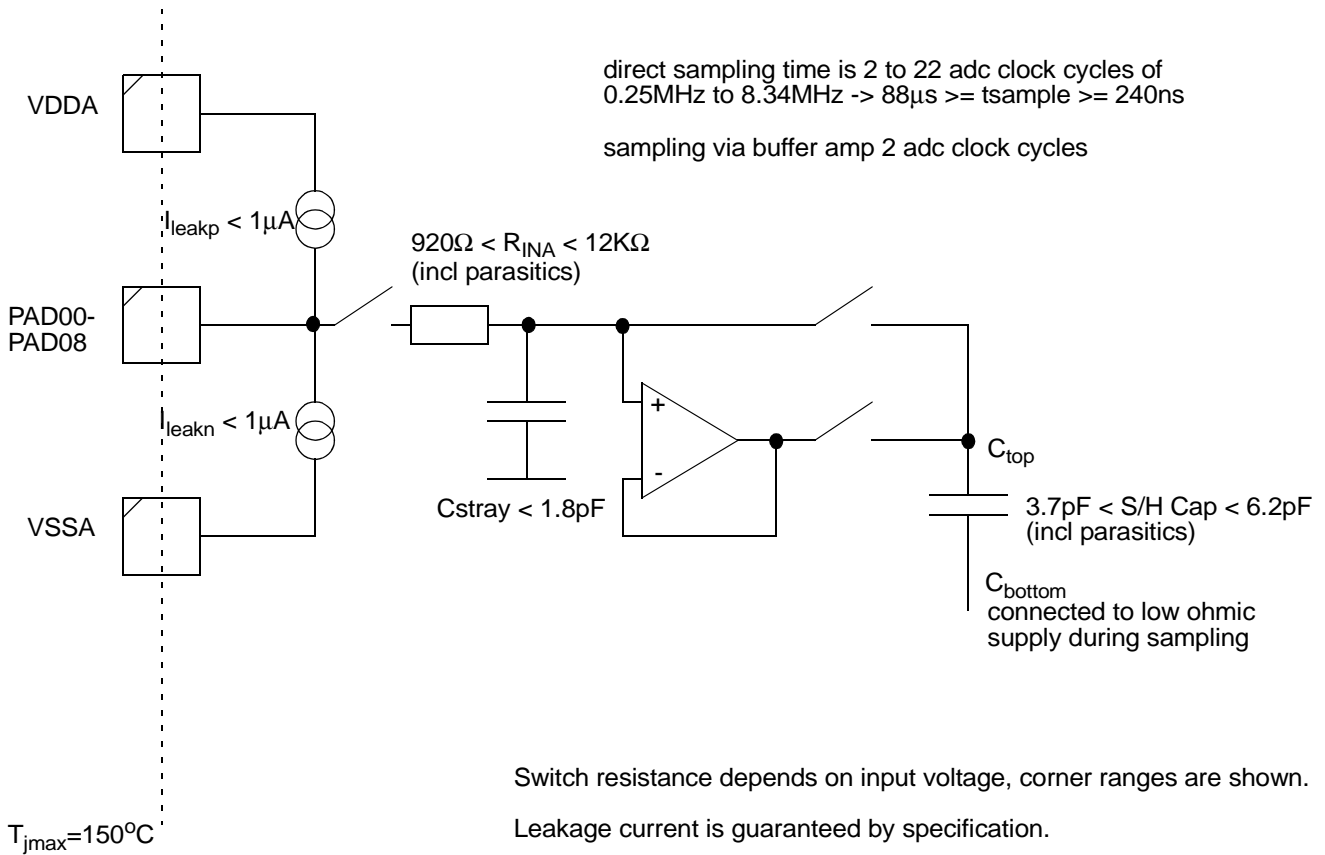 direct sampling time is 2 to 22 adc clock cycles of
0.25MHz to 8.34MHz -> 88μs >= tsample >= 240ns
sampling via buffer amp 2 adc clock cycles
VDDA
Ileakp < 1μA
920Ω < RINA < 12KΩ
(incl parasitics)
PAD00-
PAD08
Ileakn < 1μA
+
-
Cstray < 1.8pF
Ctop
3.7pF < S/H Cap < 6.2pF
(incl parasitics)
VSSA
Cbottom
connected to low ohmic
supply during sampling
Switch resistance depends on input voltage, corner ranges are shown.
Leakage current is guaranteed by specification.
Tjmax=150°C